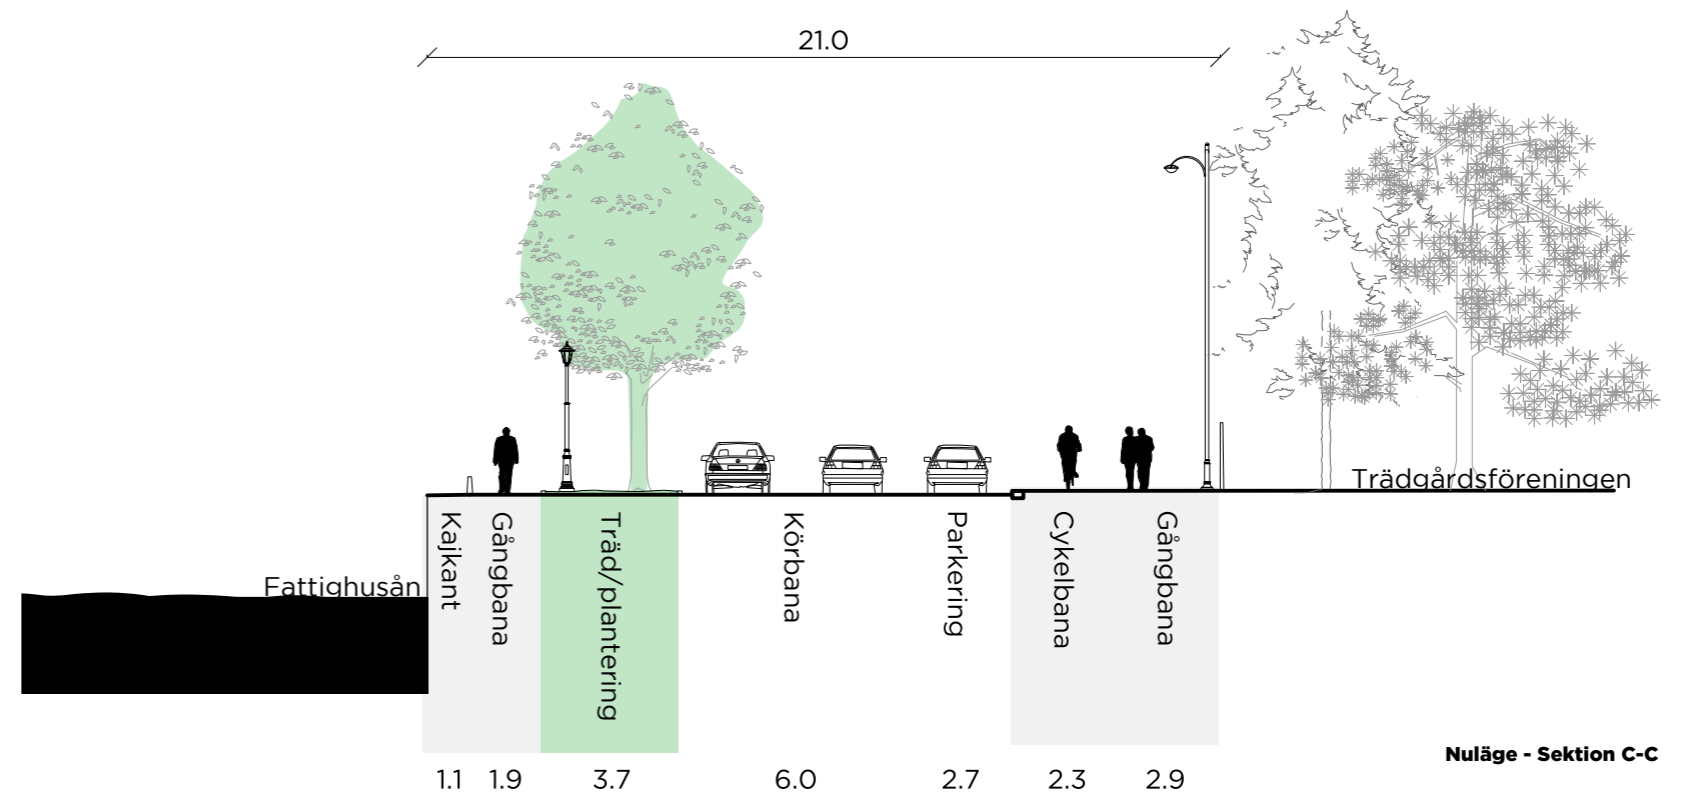 21.0
Trädgårdsföreningen
Fattighusån
Kajkant
Gångbana
Träd/plantering
Körbana
Parkering
Cykelbana
Gångbana
Nuläge - Sektion C-C
1.1 1.9 3.7 6.0 2.7 2.3 2.9